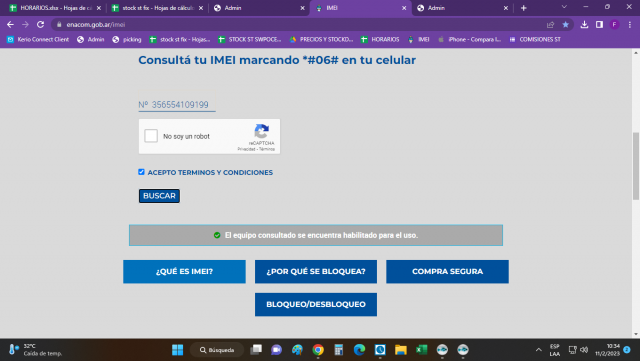 HORARIOS.xlsx - Hojas de cál
stock st fix - Hojas de cálculo
Admin
IMEI
Admin
enacom.gob.ar/imei
F
Kerio Connect Client
Admin
picking
stock st fix - Hojas...
STOCK ST SWPOCE...
PRECIOS Y STOCKD...
HORARIOS
IMEI
iPhone - Compara l...
COMISIONES ST
Consultá tu IMEI marcando *#06# en tu celular
Nº 356554109199
No soy un robot
reCAPTCHA
Privacidad - Términos
ACEPTO TERMINOS Y CONDICIONES
BUSCAR
El equipo consultado se encuentra habilitado para el uso.
¿QUÉ ES IMEI?
¿POR QUÉ SE BLOQUEA?
COMPRA SEGURA
BLOQUEO/DESBLOQUEO
32°C
Caída de temp.
Búsqueda
ESP
LAA
10:34
11/2/2023